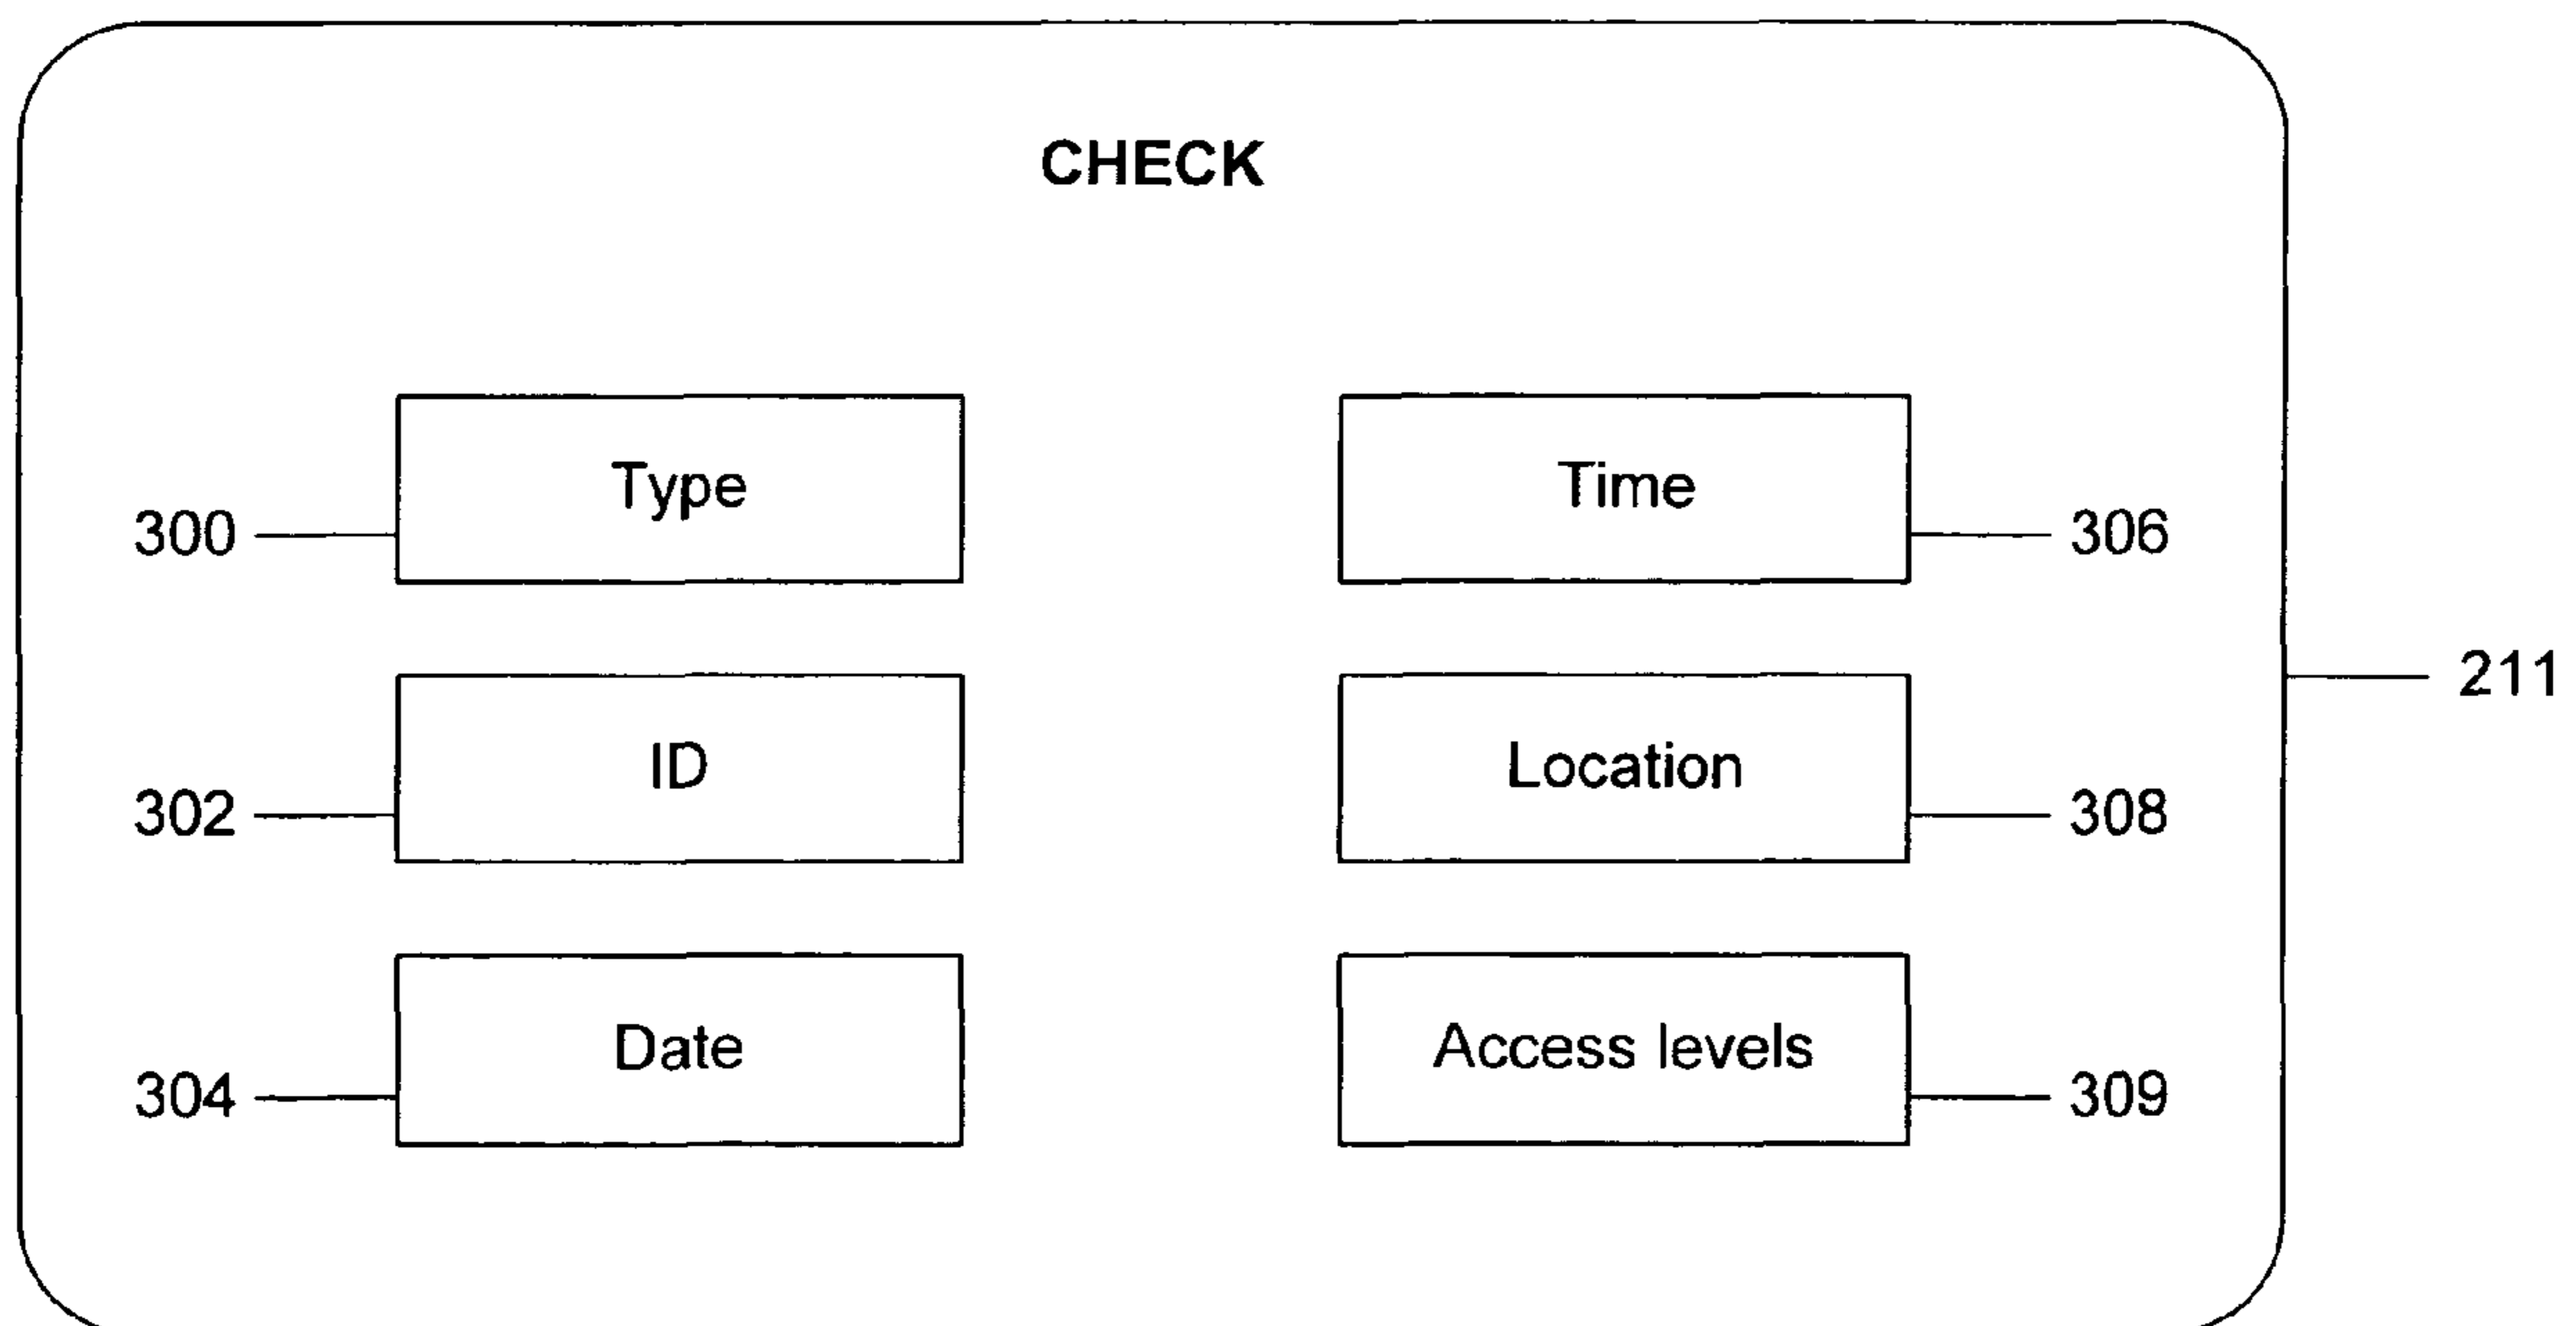 CHECK
Type
Time
300
306
211
ID
Location
302
308
Date
Access levels
304
309